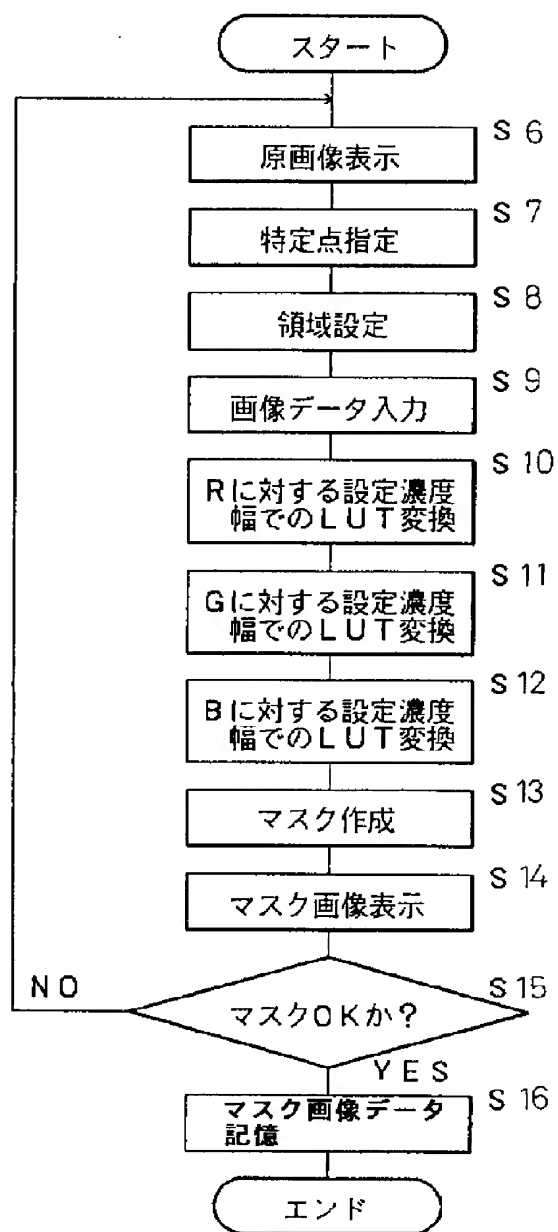 スタート
S 6
原画像表示
S 7
特定点指定
S 8
領域設定
S 9
画像データ入力
S 10
Rに対する設定濃度
幅でのLUT変換
S 11
Gに対する設定濃度
幅でのLUT変換
S 12
Bに対する設定濃度
幅でのLUT変換
S 13
マスク作成
S 14
マスク画像表示
NO
S 15
マスクOKか?
YES
S 16
マスク画像データ
記憶
エンド